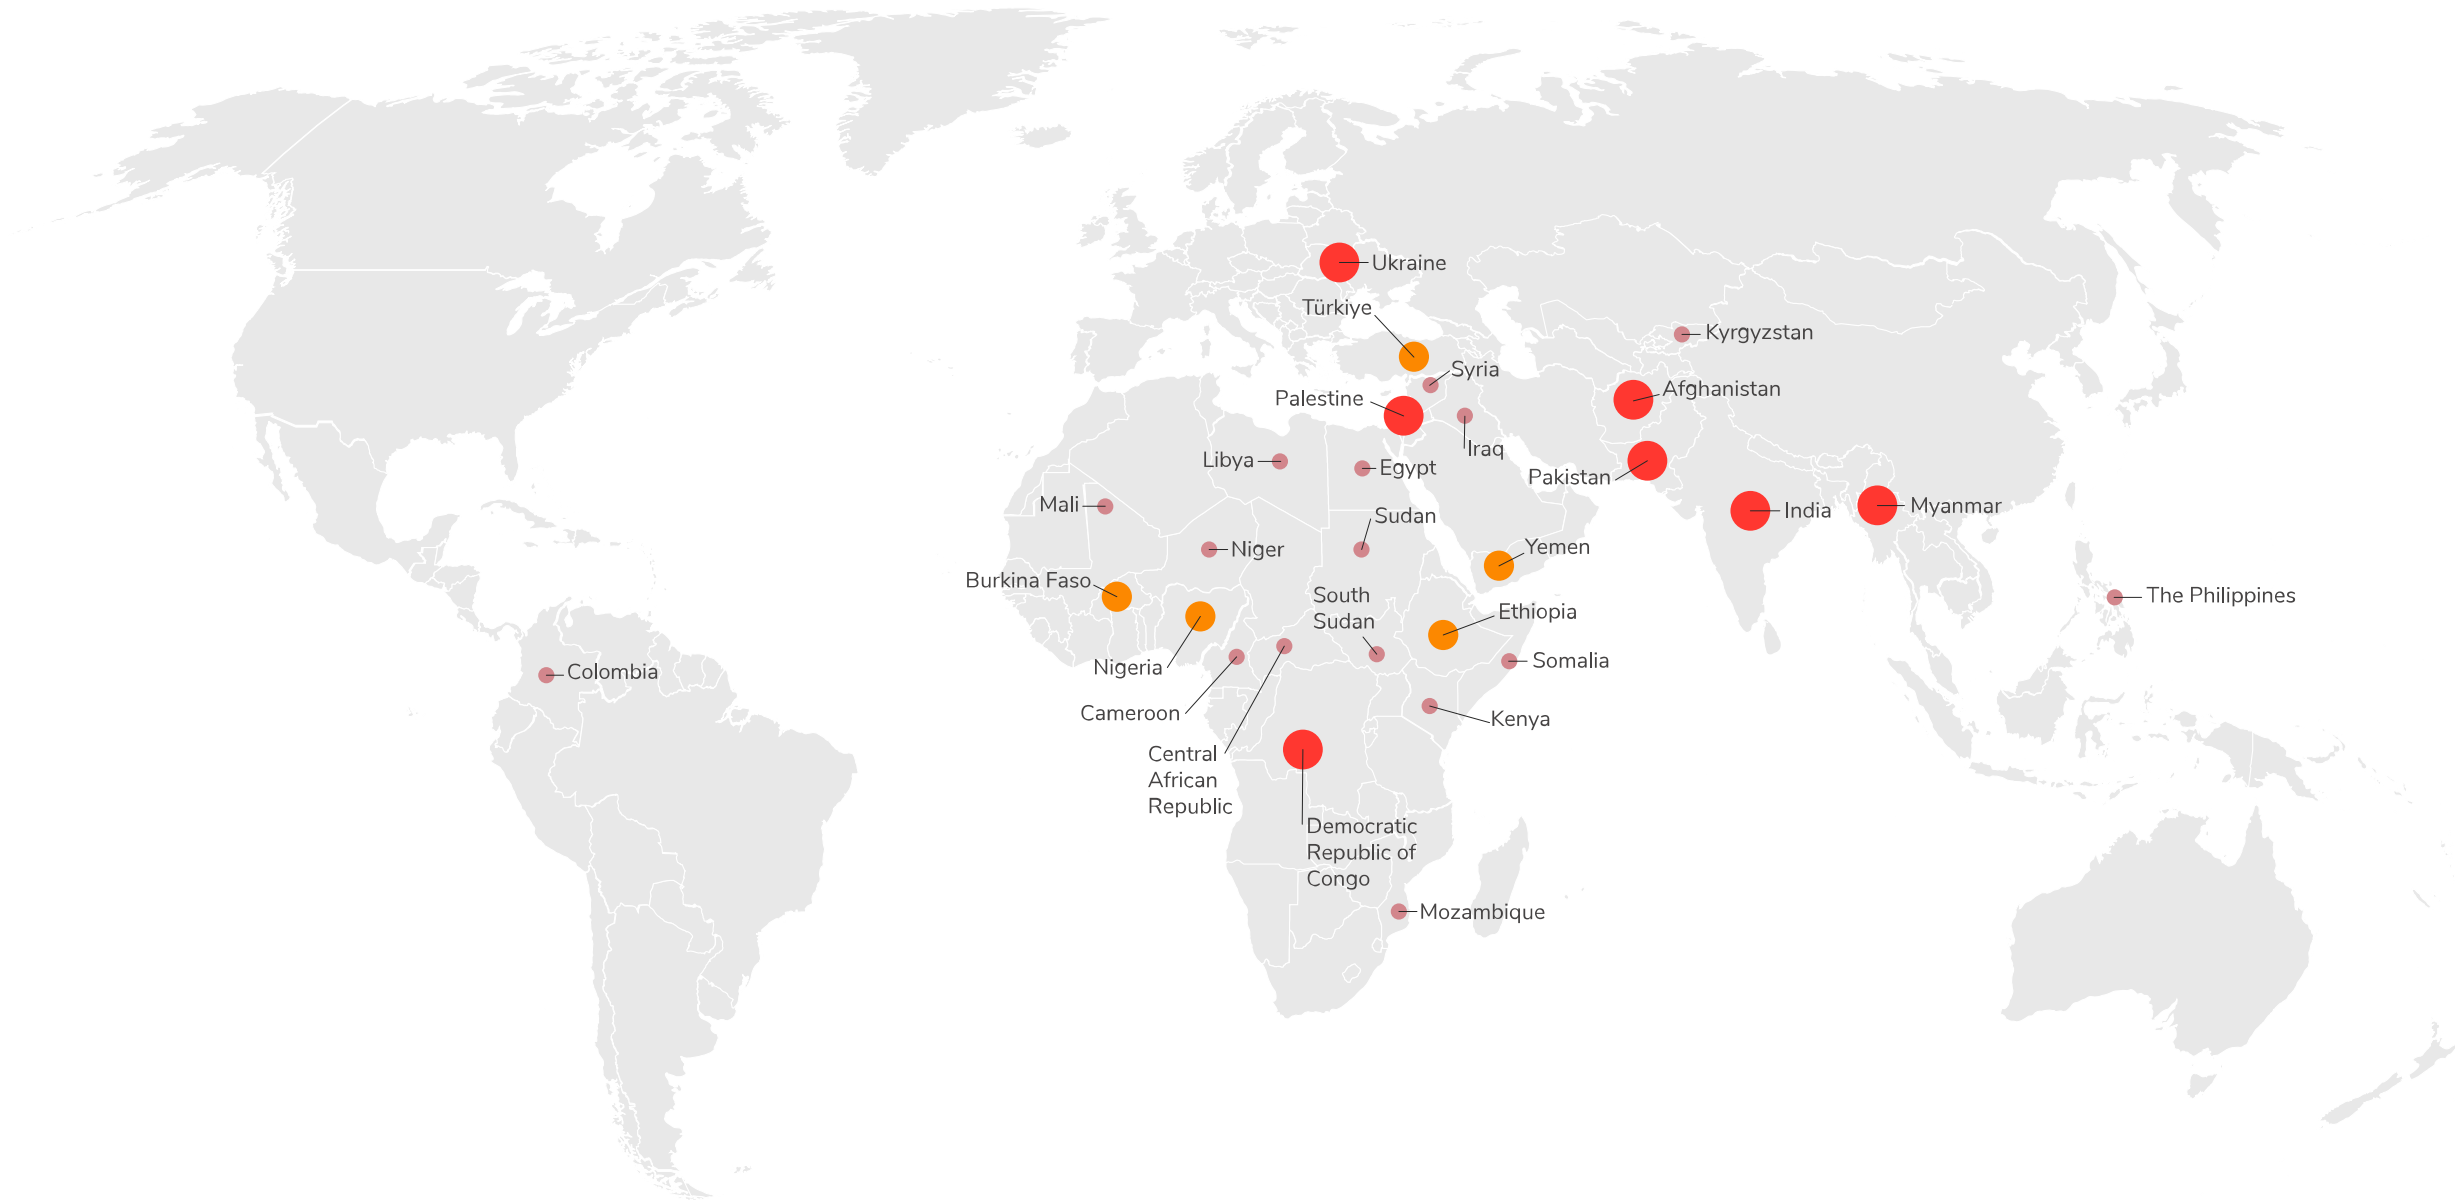 Ukraine
Türkiye
Kyrgyzstan
Syria
Afghanistan
Palestine
Iraq
Libya
Egypt
Pakistan
Mali
India
Myanmar
Sudan
Niger
Yemen
Burkina Faso
South
Sudan
The Philippines
Ethiopia
Nigeria
Somalia
Colombia
Cameroon
Kenya
Central
African
Republic
Democratic
Republic of
Congo
Mozambique